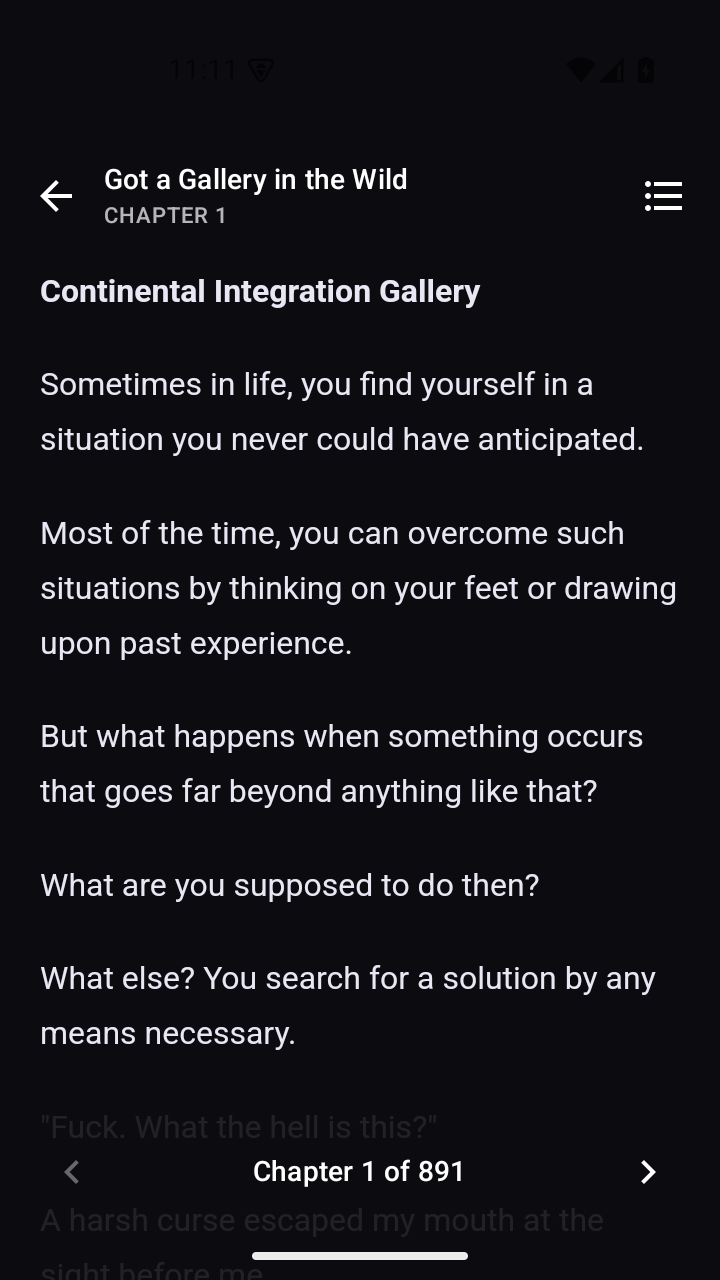 11:11
Got a Gallery in the Wild
CHAPTER 1
Continental Integration Gallery
Sometimes in life, you find yourself in a
situation you never could have anticipated.
Most of the time, you can overcome such
situations by thinking on your feet or drawing
upon past experience.
But what happens when something occurs
that goes far beyond anything like that?
What are you supposed to do then?
What else? You search for a solution by any
means necessary.
"Fuck. What the hell is this?"
Chapter 1 of 891
A harsh curse escaped my mouth at the
sight before me.